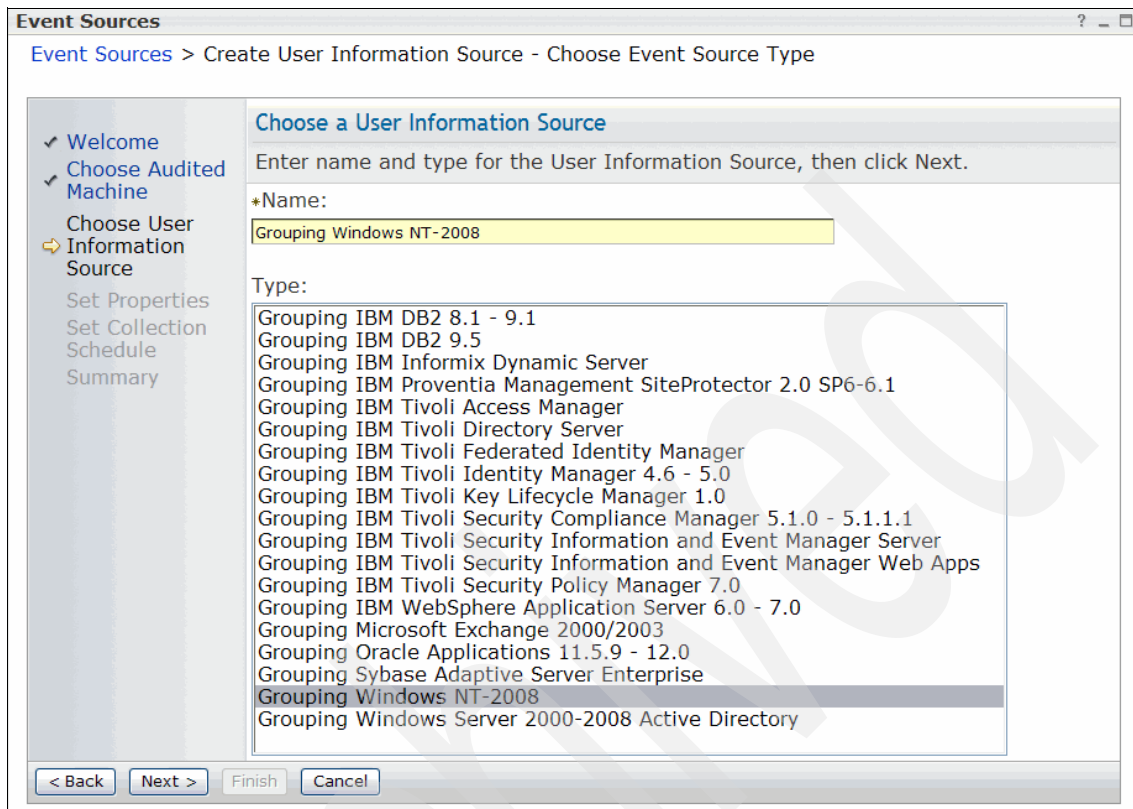 Event Sources
?
Event Sources > Create User Information Source - Choose Event Source Type
Welcome
Choose Audited
Machine
Choose User
Information
Source
Set Properties
Set Collection
Schedule
Summary
Choose a User Information Source
Enter name and type for the User Information Source, then click Next.
*Name:
Grouping Windows NT-2008
Type:
Grouping IBM DB2 8.1 - 9.1
Grouping IBM DB2 9.5
Grouping IBM Informix Dynamic Server
Grouping IBM Proventia Management SiteProtector 2.0 SP6-6.1
Grouping IBM Tivoli Access Manager
Grouping IBM Tivoli Directory Server
Grouping IBM Tivoli Federated Identity Manager
Grouping IBM Tivoli Identity Manager 4.6 - 5.0
Grouping IBM Tivoli Key Lifecycle Manager 1.0
Grouping IBM Tivoli Security Compliance Manager 5.1.0 - 5.1.1.1
Grouping IBM Tivoli Security Information and Event Manager Server
Grouping IBM Tivoli Security Information and Event Manager Web Apps
Grouping IBM Tivoli Security Policy Manager 7.0
Grouping IBM WebSphere Application Server 6.0 - 7.0
Grouping Microsoft Exchange 2000/2003
Grouping Oracle Applications 11.5.9 - 12.0
Grouping Sybase Adaptive Server Enterprise
Grouping Windows NT-2008
Grouping Windows Server 2000-2008 Active Directory
< Back
Next >
Finish
Cancel